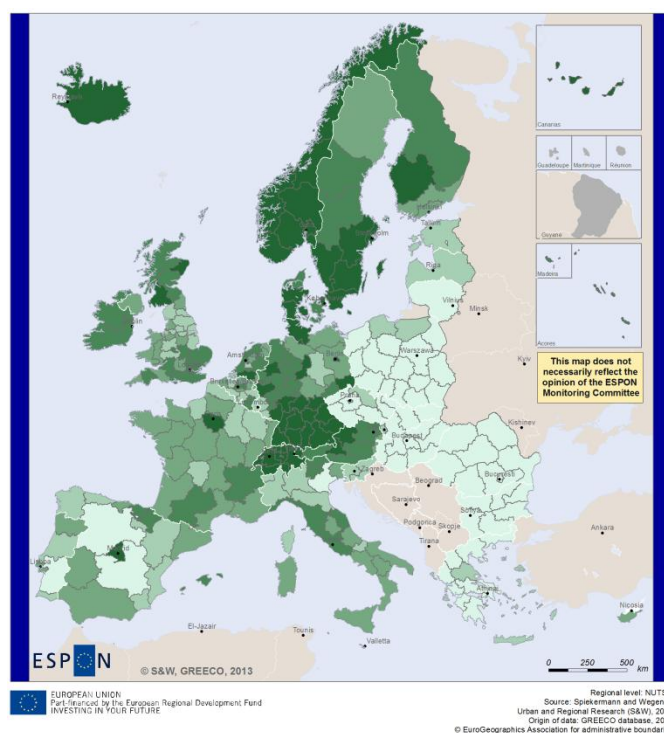 Reykjavik
Canarias
Guadeloupe
Martinique
Réunion
Guyane
Madeira
Acores
Helsinki
Tallinn
Riga
Vilnius
Minsk
Warszawa
Kyiv
This map does not
necessarily reflect the
opinion of the ESPON
Monitoring Committee
Praha
Kishinev
Budapest
Zagreb
Bucuresti
Beograd
Sarajevo
Sofiya
Podgorica
Skopje
Tirana
Ankara
Madrid
Lisboa
Athinai
Nicosia
El-Jazair
Tounis
Valletta
ESPON
© S&W, GREECO, 2013
0 250 500
km
EUROPEAN UNION
Part-financed by the European Regional Development Fund
INVESTING IN YOUR FUTURE
Regional level: NUTS
Source: Spiekermann and Wegen
Urban and Regional Research (S&W), 20
Origin of data: GREECO database, 20
© EuroGeographics Association for administrative boundari